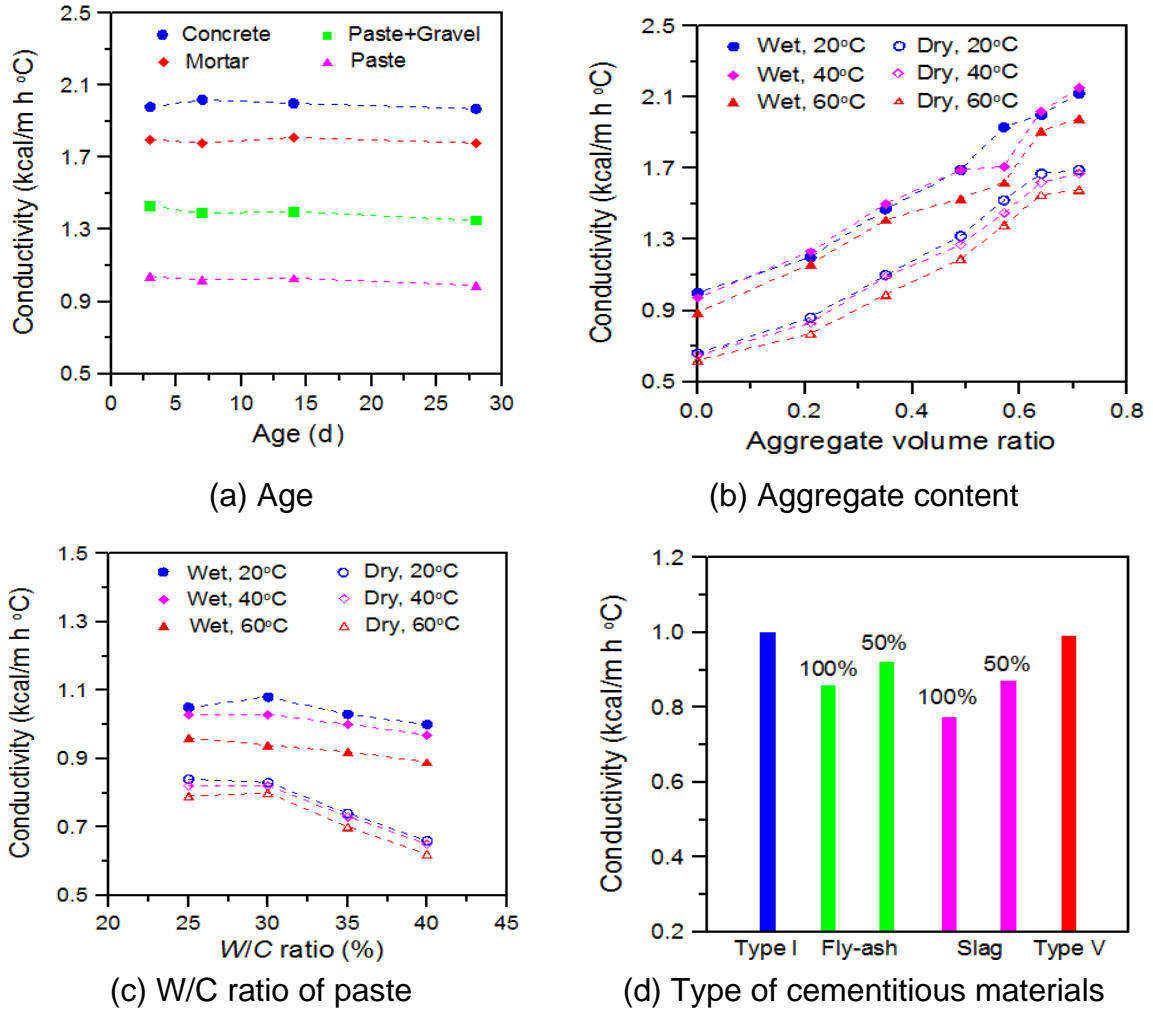 2.5
2.1
1.7
1.3
0.9
0.5
Conductivity (kcal/m h °C)
Concrete
Paste+Gravel
Mortar
Paste
0 5 10 15 20 25 30
Age (d)
(a) Age
2.5
2.1
1.7
1.3
0.9
0.5
Conductivity (kcal/m h °C)
Wet, 20°C
Dry, 20°C
Wet, 40°C
Dry, 40°C
Wet, 60°C
Dry, 60°C
0.0 0.2 0.4 0.6 0.8
Aggregate volume ratio
(b) Aggregate content
1.5
1.3
1.1
0.9
0.7
0.5
Conductivity (kcal/m h °C)
Wet, 20°C
Dry, 20°C
Wet, 40°C
Dry, 40°C
Wet, 60°C
Dry, 60°C
20 25 30 35 40 45
W/C ratio (%)
(c) W/C ratio of paste
1.2
1.0
0.8
0.6
0.4
0.2
Conductivity (kcal/m h °C)
100%
50%
100%
50%
Type I Fly-ash Slag Type V
(d) Type of cementitious materials